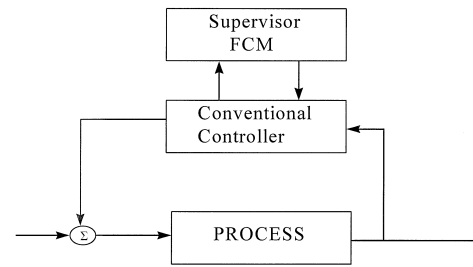 Supervisor
FCM
Conventional
Controller
Σ
PROCESS